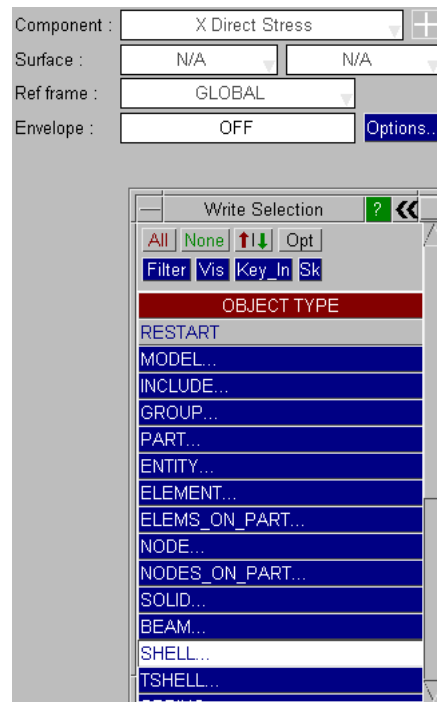 Component : X Direct Stress
Surface : N/A N/A
Ref frame : GLOBAL
Envelope : OFF Options..
Write Selection ?
All None Opt
Filter Vis Key_In Sk
OBJECT TYPE
RESTART
MODEL...
INCLUDE...
GROUP...
PART...
ENTITY...
ELEMENT...
ELEMS_ON_PART...
NODE...
NODES_ON_PART...
SOLID...
BEAM...
SHELL...
TSHELL...